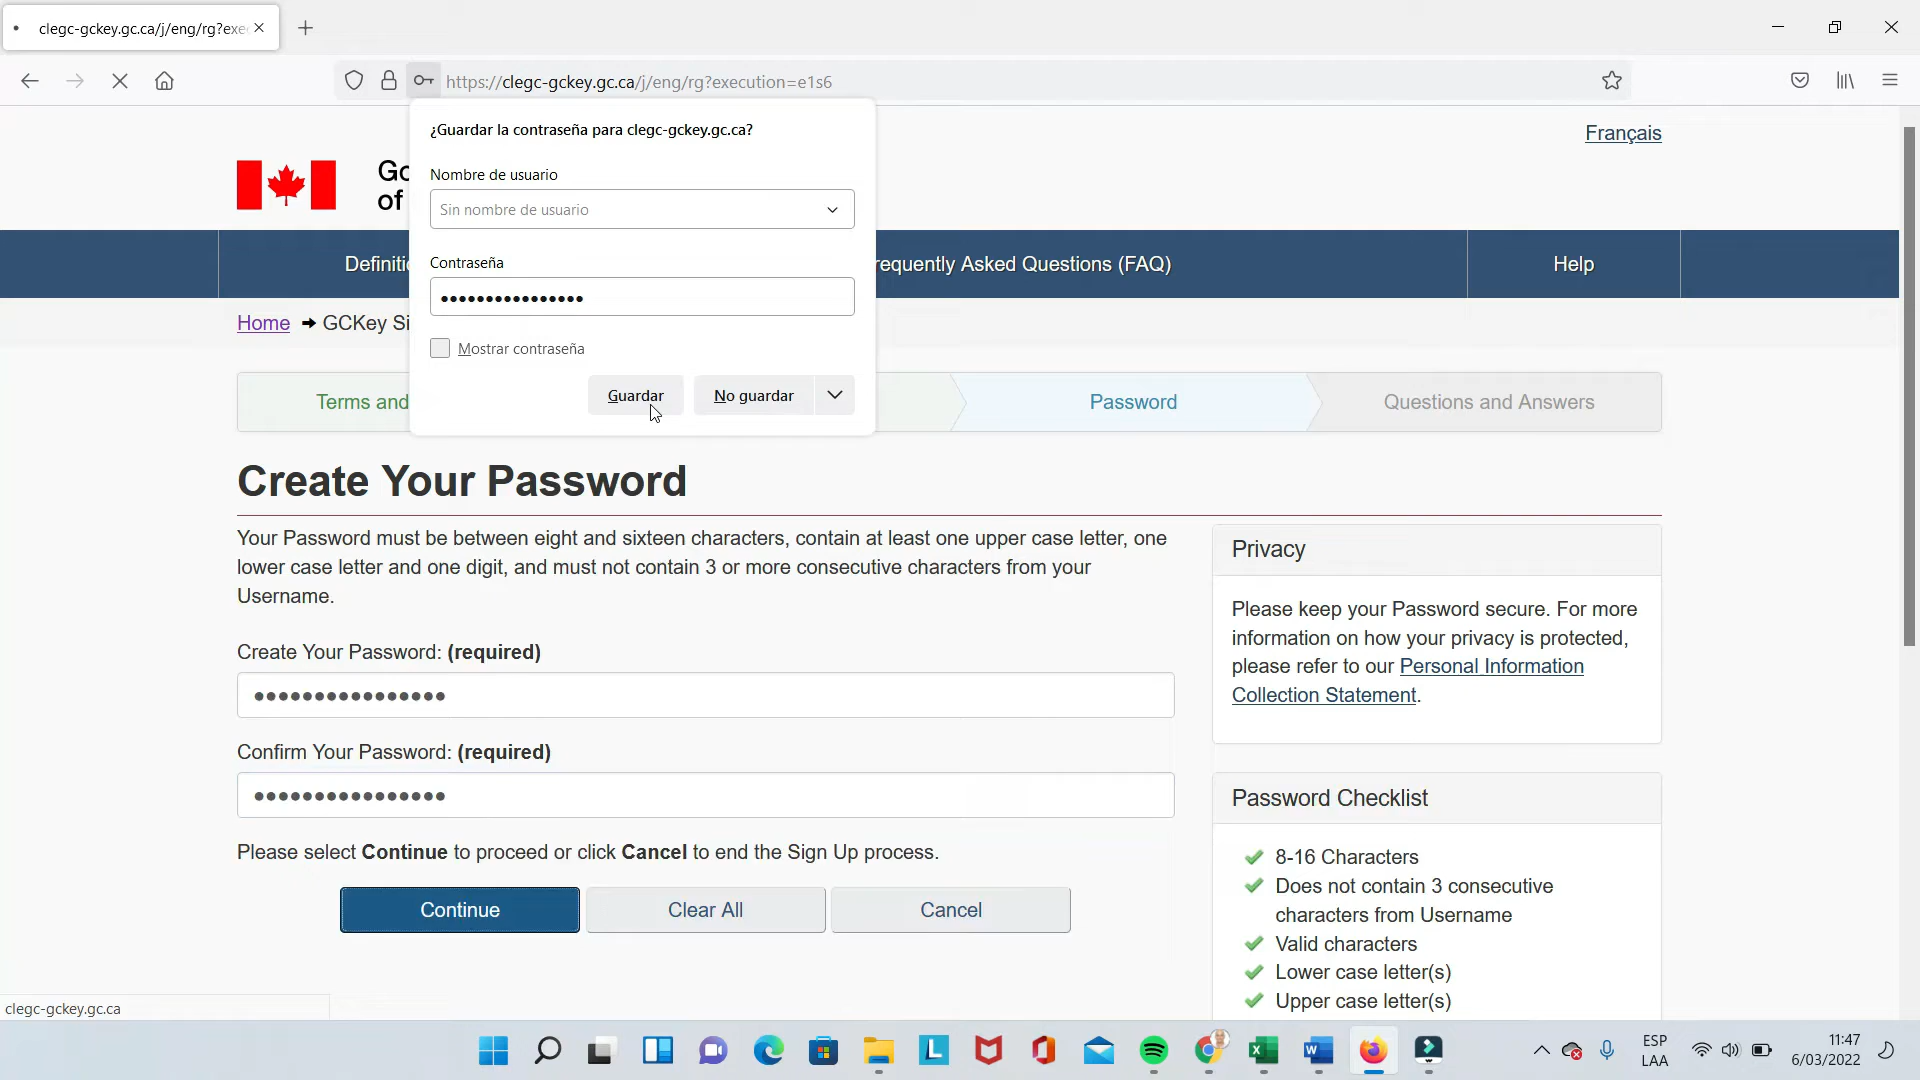 clegc-gckey.gc.ca/j/eng/rg?exe
https://clegc-gckey.gc.ca/j/eng/rg?execution=e1s6
¿Guardar la contraseña para clegc-gckey.gc.ca?
Nombre de usuario
Sin nombre de usuario
Contraseña
••••••••••••••••
Mostrar contraseña
Guardar
No guardar
Français
Go
of
Definitio
requently Asked Questions (FAQ)
Help
Home ➔ GCKey Si
Terms and
Password
Questions and Answers
Create Your Password
Your Password must be between eight and sixteen characters, contain at least one upper case letter, one
lower case letter and one digit, and must not contain 3 or more consecutive characters from your
Username.
Create Your Password: (required)
••••••••••••••••
Confirm Your Password: (required)
••••••••••••••••
Please select Continue to proceed or click Cancel to end the Sign Up process.
Continue
Clear All
Cancel
Privacy
Please keep your Password secure. For more
information on how your privacy is protected,
please refer to our Personal Information
Collection Statement.
Password Checklist
8-16 Characters
Does not contain 3 consecutive
characters from Username
Valid characters
Lower case letter(s)
Upper case letter(s)
clegc-gckey.gc.ca
ESP
LAA
11:47
6/03/2022